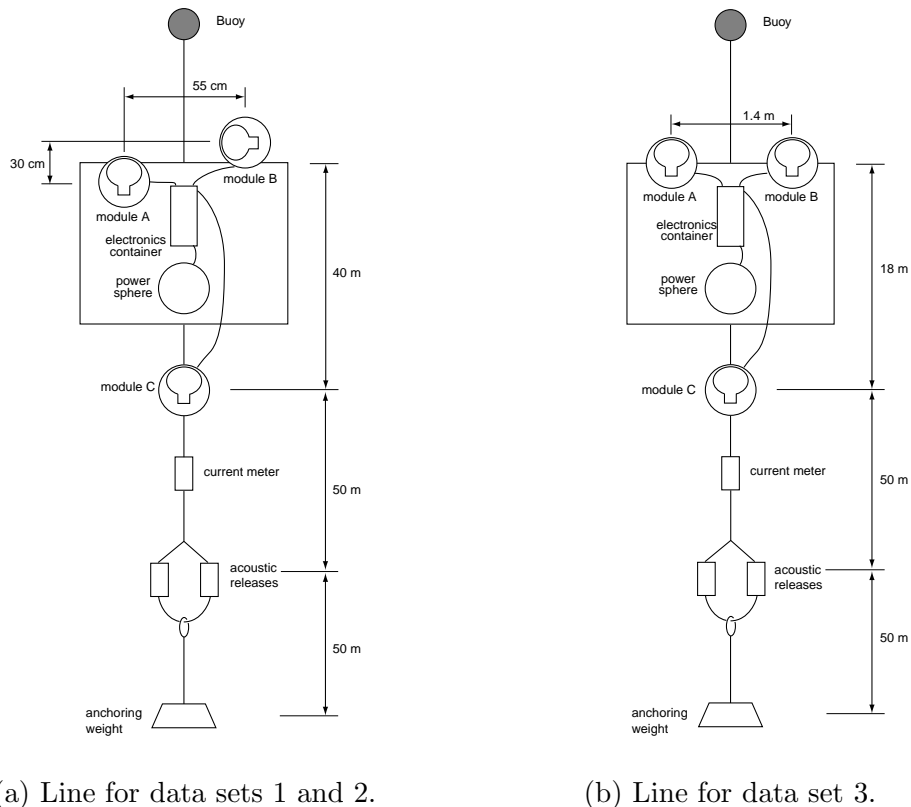 Buoy
55 cm
30 cm
module B
module A
electronics
container
power
sphere
40 m
module C
current meter
50 m
acoustic
releases
50 m
anchoring
weight
(a) Line for data sets 1 and 2.
Buoy
1.4 m
module A
module B
electronics
container
power
sphere
18 m
module C
current meter
50 m
acoustic
releases
50 m
anchoring
weight
(b) Line for data set 3.